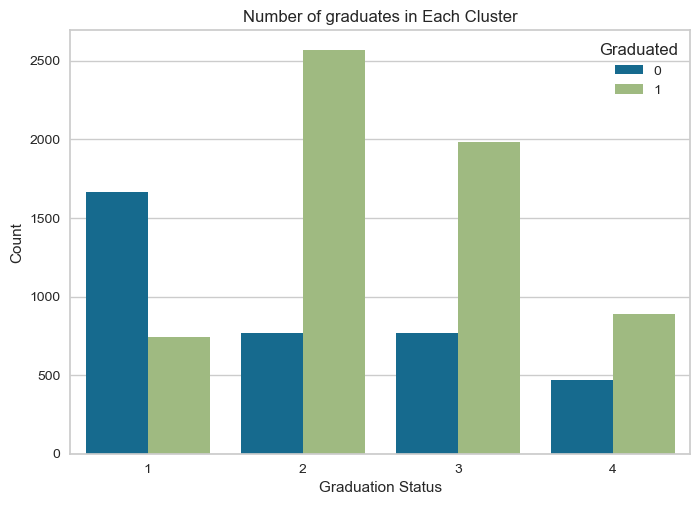 Number of graduates in Each Cluster
Graduated
0
1
2500
2000
1500
1000
500
0
Count
1 2 3 4
Graduation Status